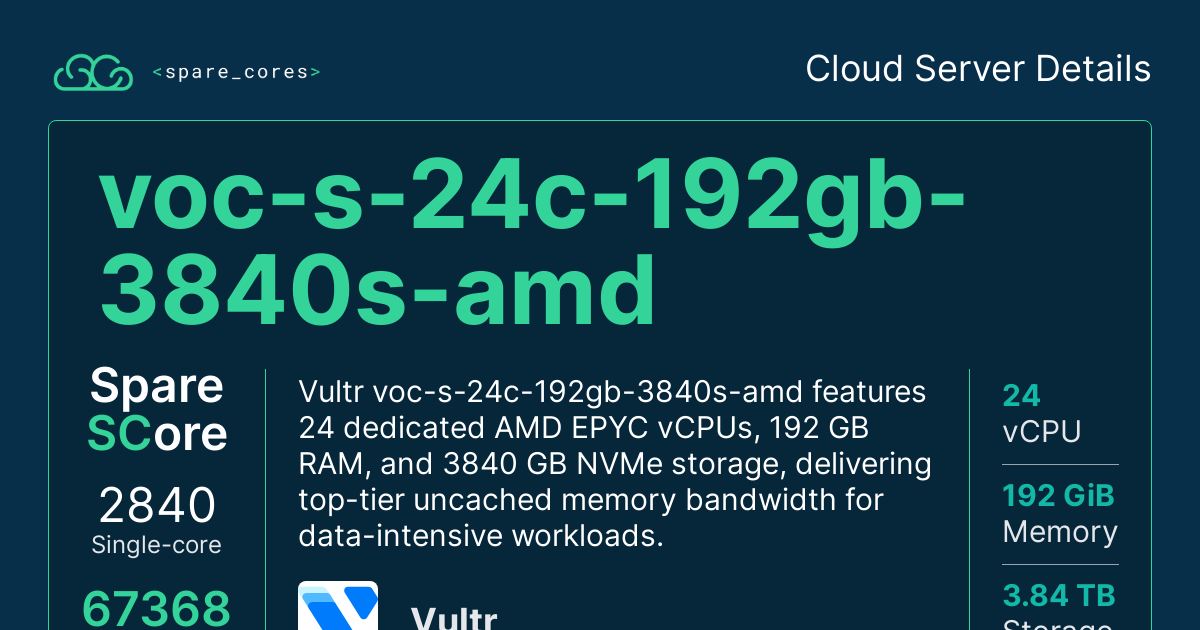 <spare_cores>
Cloud Server Details
voc-s-24c-192gb-
3840s-amd
Spare
SCore
2840
Single-core
67368
Vultr voc-s-24c-192gb-3840s-amd features
24 dedicated AMD EPYC vCPUs, 192 GB
RAM, and 3840 GB NVMe storage, delivering
top-tier uncached memory bandwidth for
data-intensive workloads.
Vultr
24
vCPU
192 GiB
Memory
3.84 TB
Storage